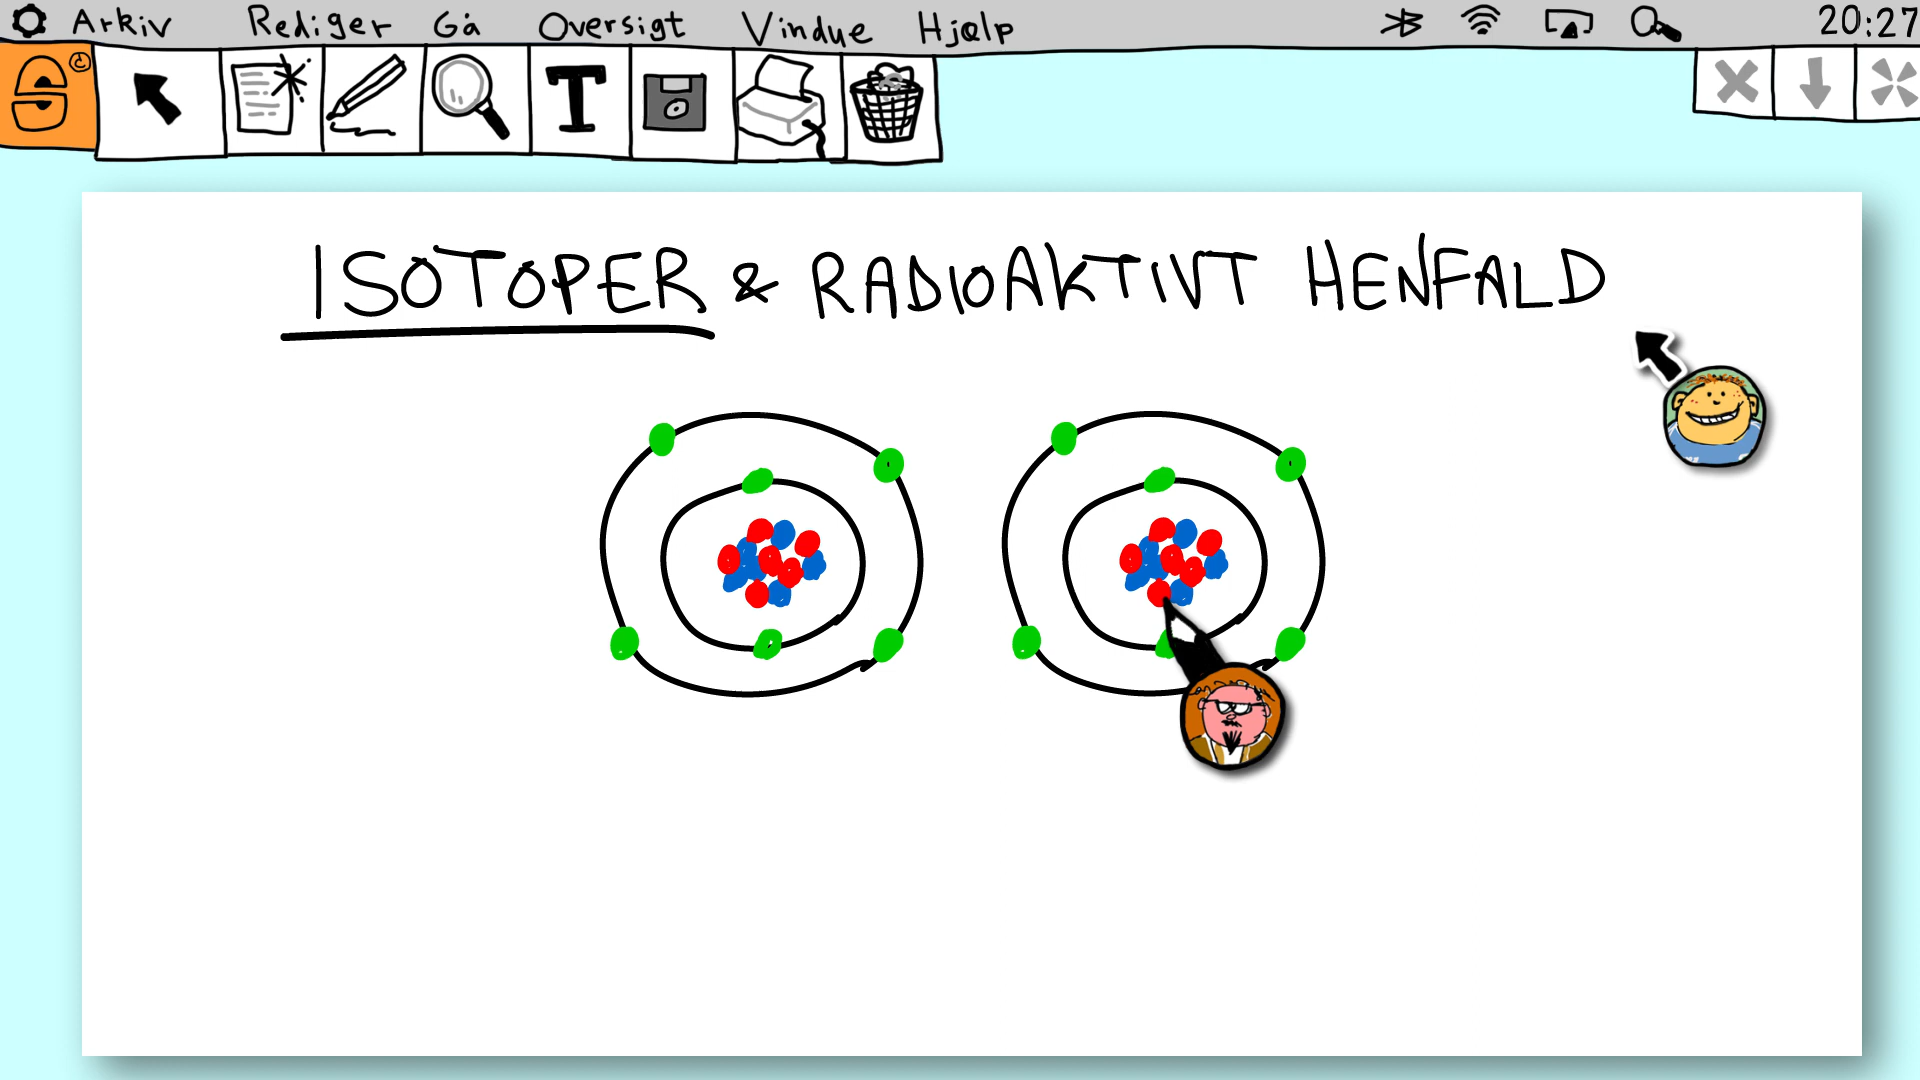 Arkiv Rediger Gå Oversigt Vindue Hjælp 20:27
T
ISOTOPER & RADIOAKTIVT HENFALD